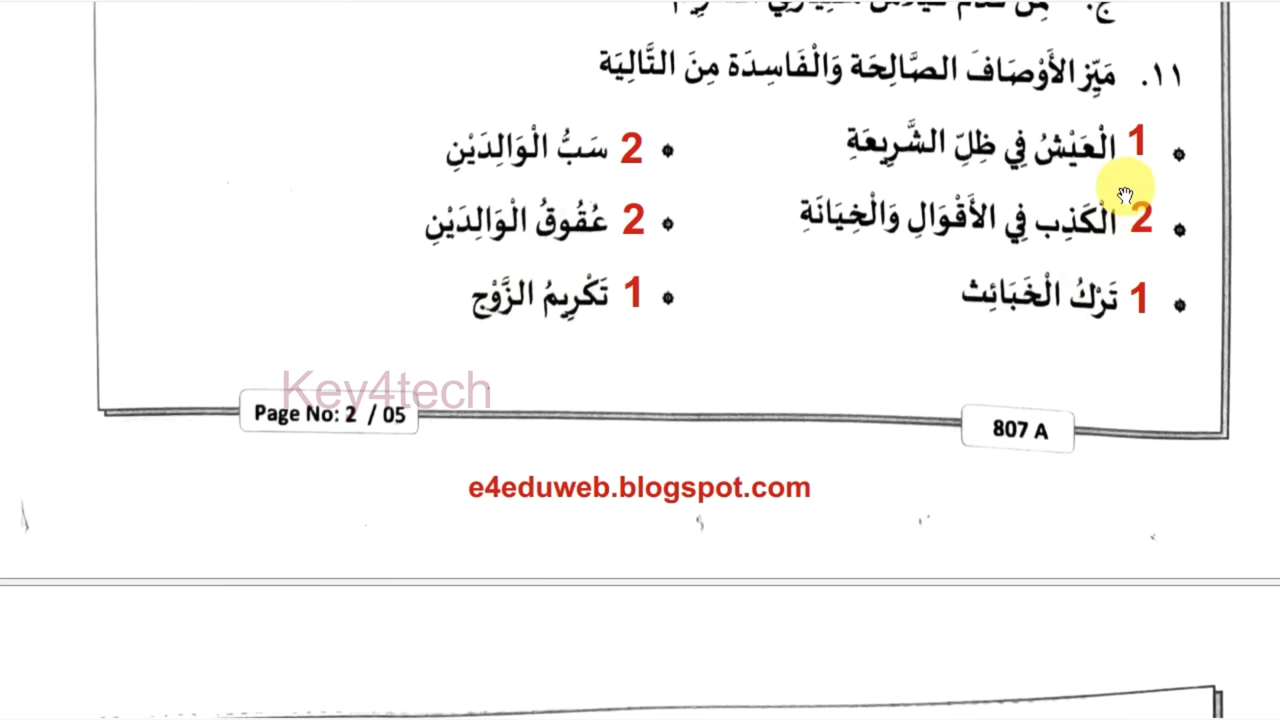 ١١. مَيِّز الأَوْصَافَ الصَّالِحَة وَالْفَاسِدَة مِنَ التَّالِيَة
1 الْعَيْشُ فِي ظِلِّ الشَّرِيعَةِ
2 سَبُّ الْوَالِدَيْنِ
2 الْكَذِب فِي الأَقْوَالِ وَالْخِيَانَةِ
2 عُقُوقُ الْوَالِدَيْنِ
1 تَرْكُ الْخَبَائِث
1 تَكْرِيمُ الزَّوْج
Key4tech
Page No: 2 / 05
807 A
e4eduweb.blogspot.com